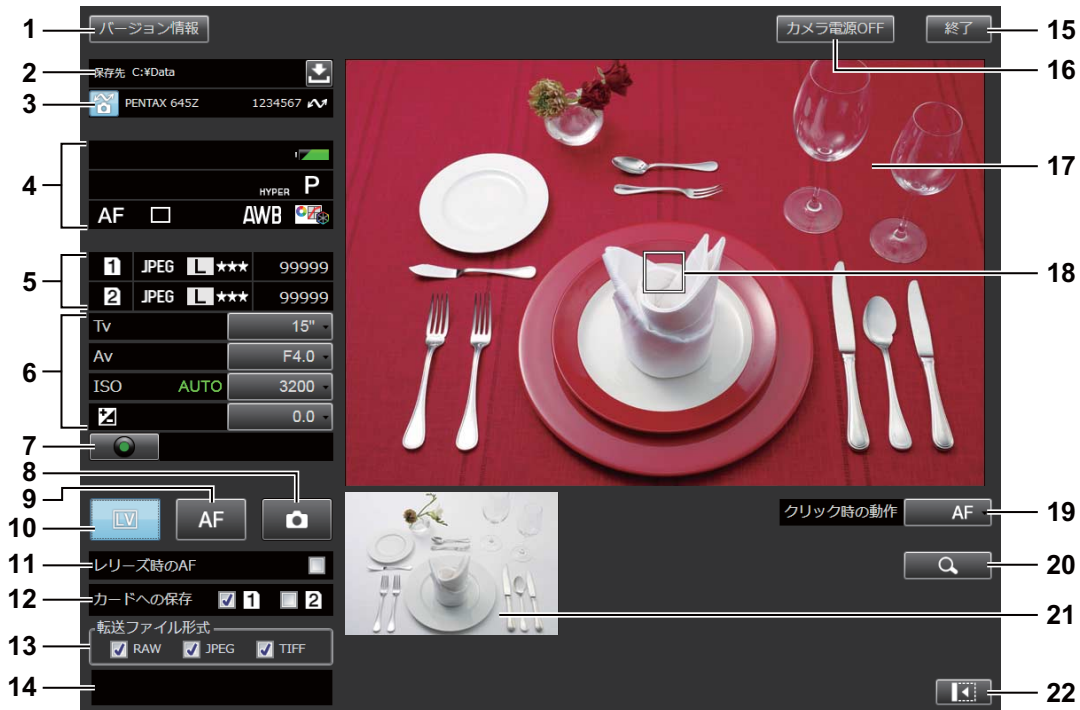 1
バージョン情報
カメラ電源OFF
終了
15
16
2
保存先 C:¥Data
3
PENTAX 645Z 1234567
4
HYPER P
AF AWB
17
5
1 JPEG L ★★★ 99999
2 JPEG L ★★★ 99999
18
6
Tv 15"
Av F4.0
ISO AUTO 3200
0.0
7
8
9
10
LV
AF
クリック時の動作 AF
19
11
レリーズ時のAF
20
12
カードへの保存 1 2
21
13
転送ファイル形式
RAW JPEG TIFF
14
22